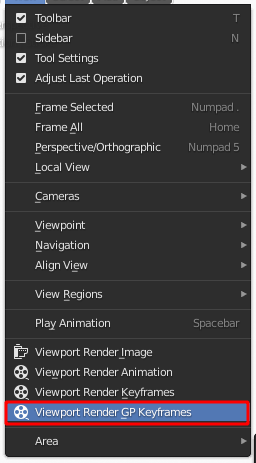 Toolbar T
Sidebar N
Tool Settings
Adjust Last Operation
Frame Selected Numpad .
Frame All Home
Perspective/Orthographic Numpad 5
Local View
Cameras
Viewpoint
Navigation
Align View
View Regions
Play Animation Spacebar
Viewport Render Image
Viewport Render Animation
Viewport Render Keyframes
Viewport Render GP Keyframes
Area